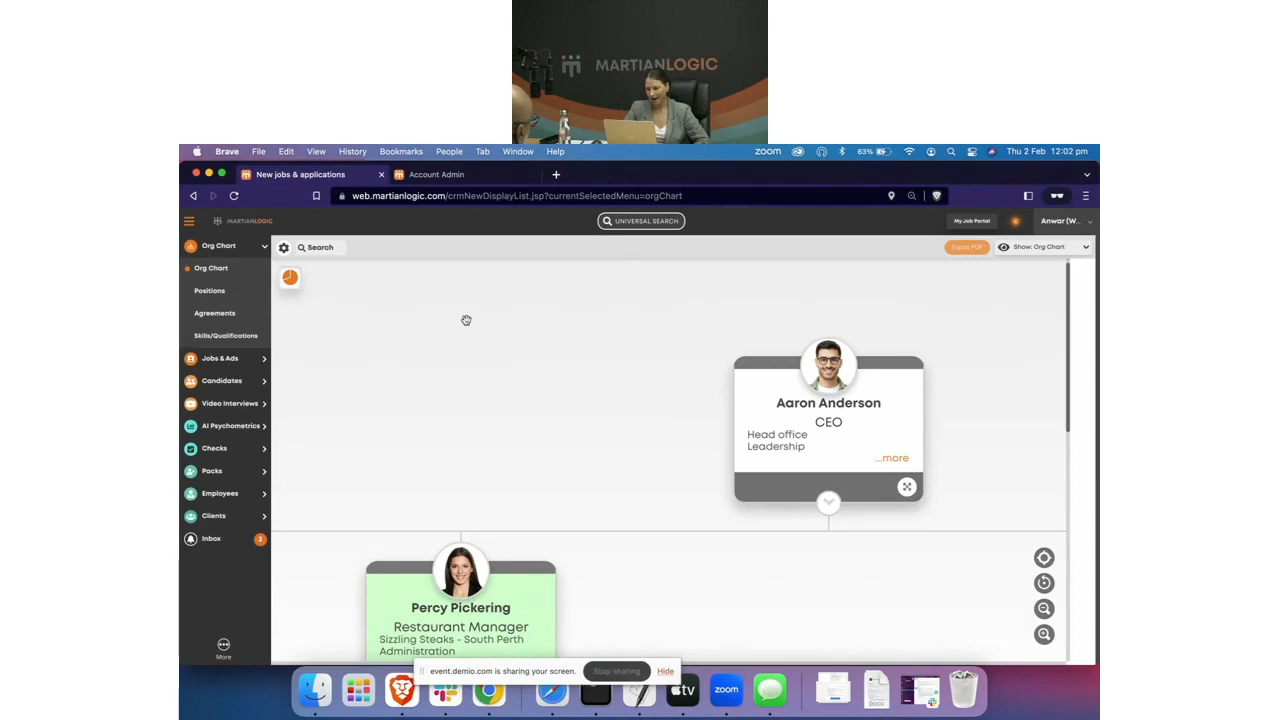 MARTIANLOGIC
Brave File Edit View History Bookmarks People Tab Window Help
zoom 63% Thu 2 Feb 12:02 pm
New jobs & applications
Account Admin
web.martianlogic.com/crmNewDisplayList.jsp?currentSelectedMenu=orgChart
MARTIANLOGIC
UNIVERSAL SEARCH
My Job Portal
Anwar (W...
Org Chart
Search
Export PDF
Show: Org Chart
Org Chart
Positions
Agreements
Skills/Qualifications
Jobs & Ads
Candidates
Video Interviews
AI Psychometrics
Checks
Packs
Employees
Clients
Inbox 2
More
Aaron Anderson
CEO
Head office
Leadership
...more
Percy Pickering
Restaurant Manager
Sizzling Steaks - South Perth
Administration
event.demio.com is sharing your screen. Stop sharing Hide
tv
zoom
DOCX